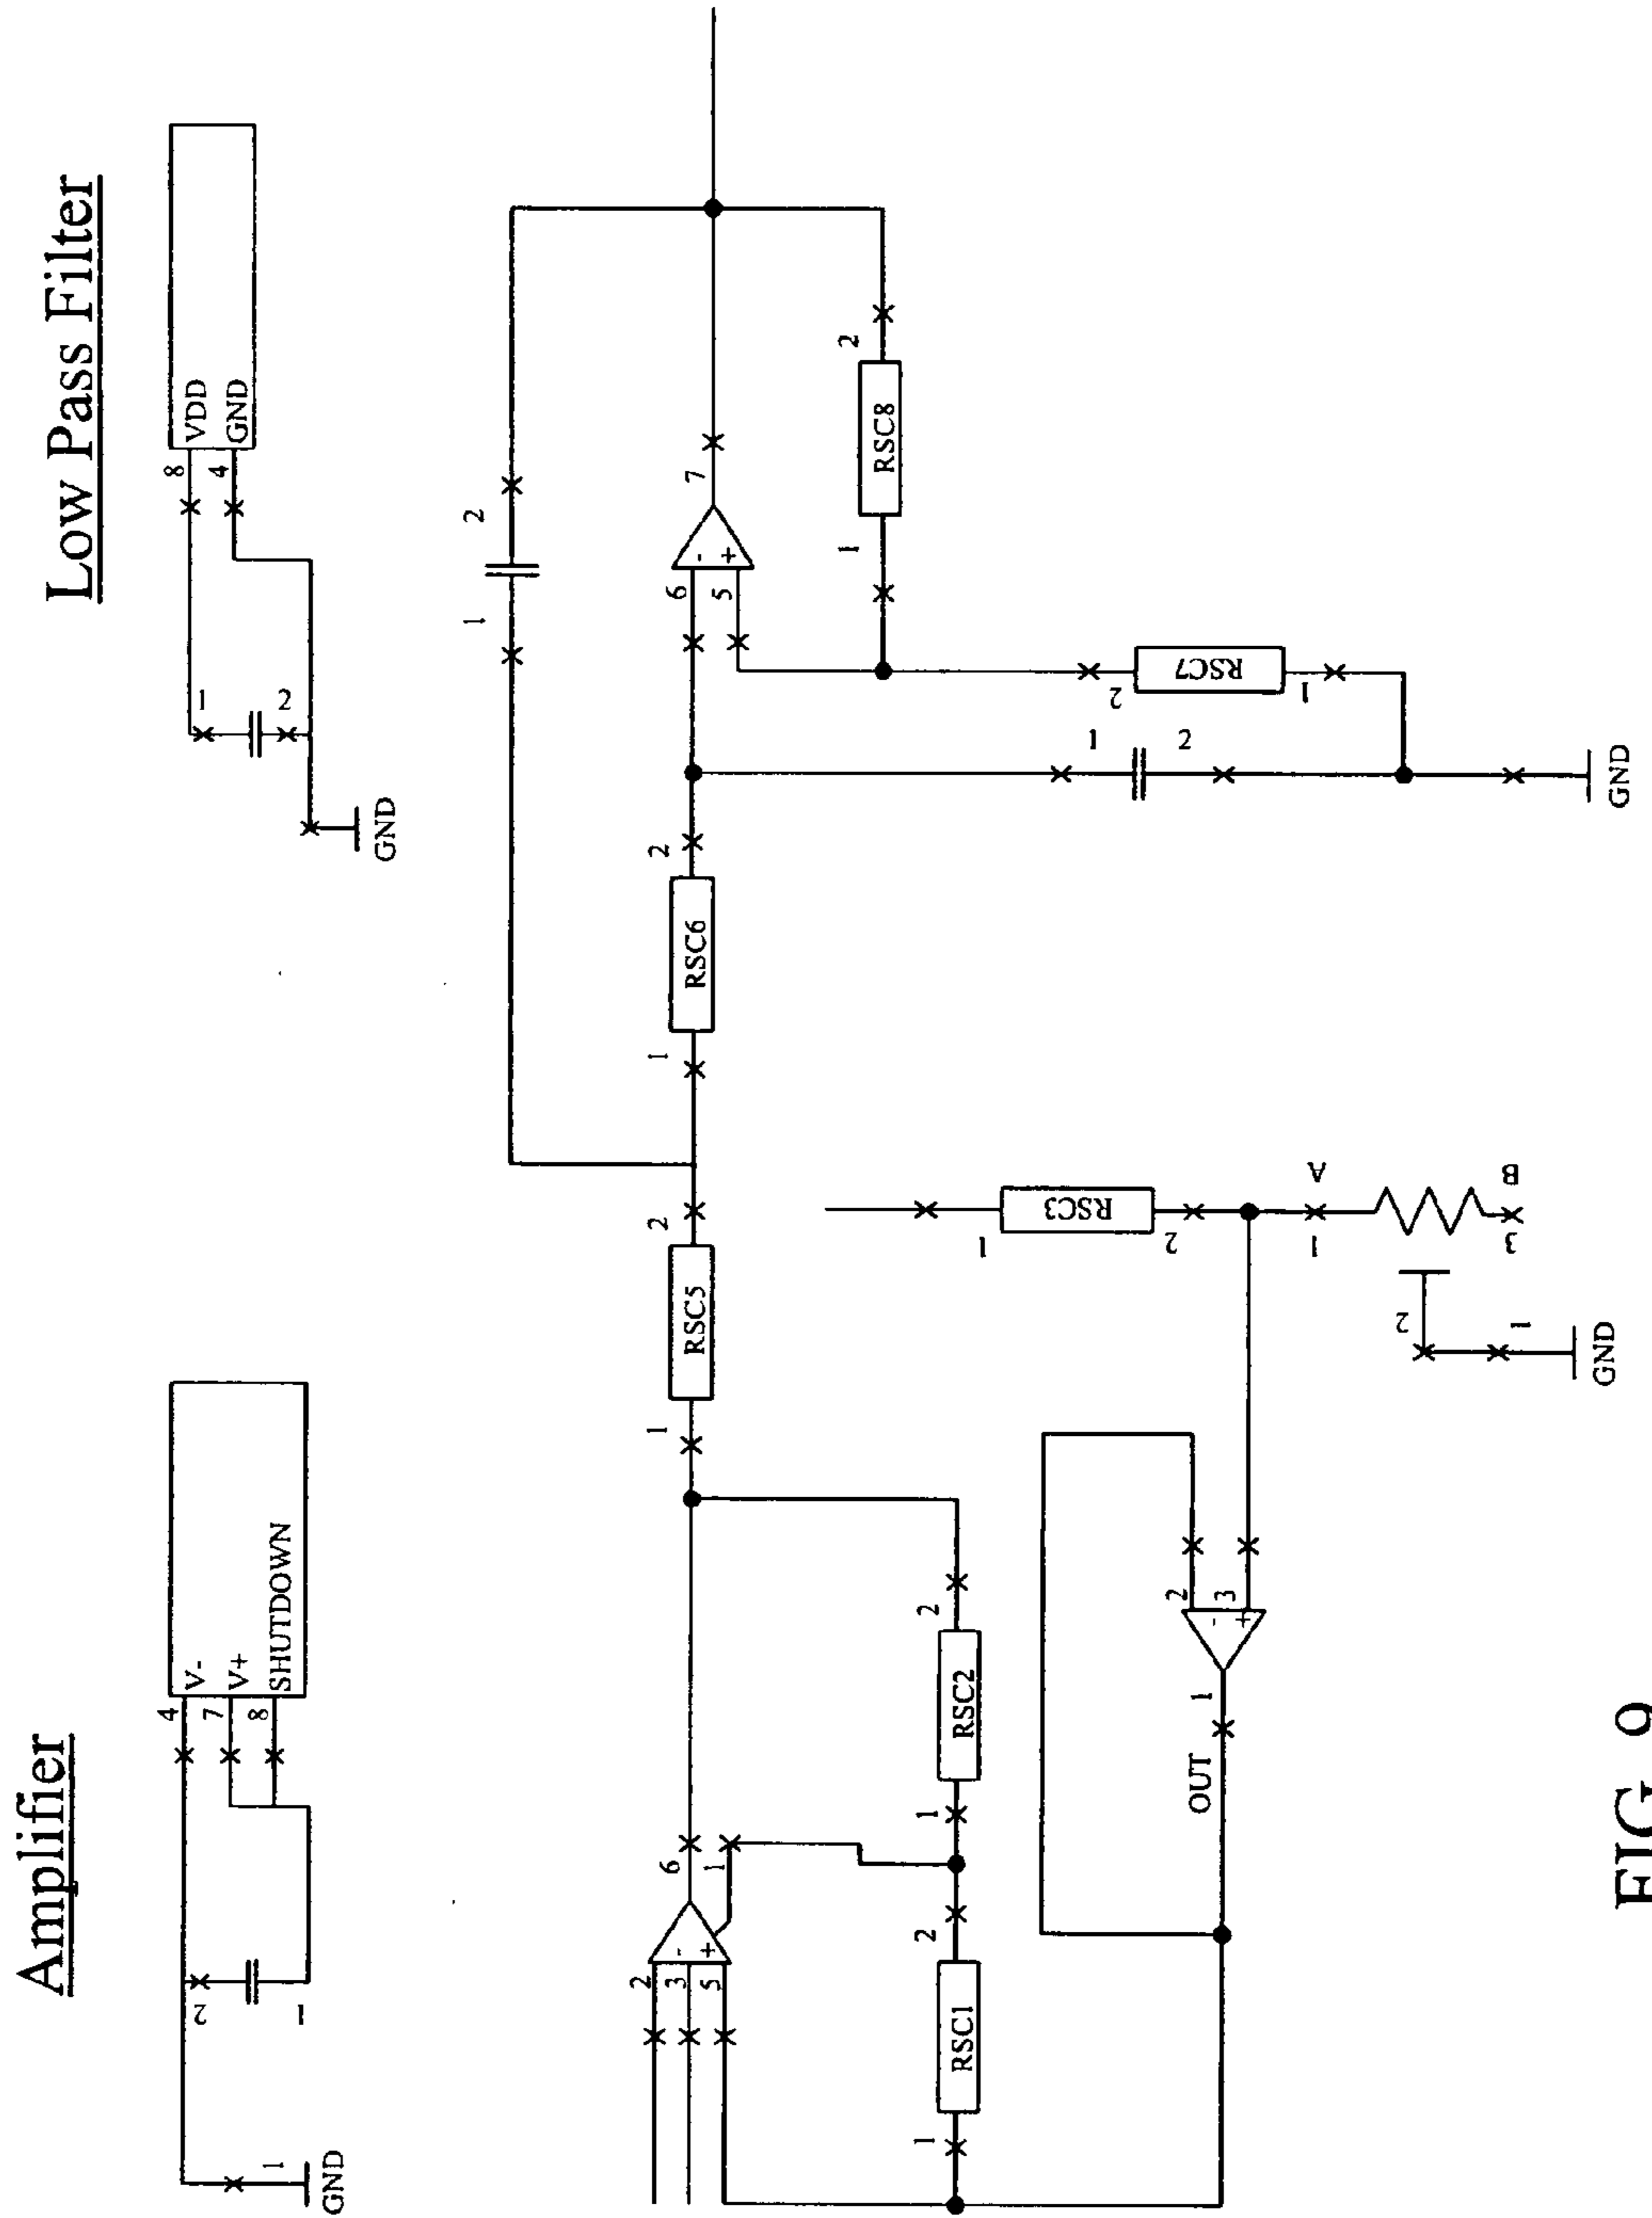 Amplifier
Low Pass Filter
4
V-
7
V+
8
SHUTDOWN
2
1
1
GND
8
VDD
4
GND
1
2
GND
1
2
2
3
5
-
+
6
1
1
RSC5
2
1
RSC6
2
6
5
-
+
7
1
RSC8
2
1
RSC1
2
1
RSC2
2
1
2
2
RSC7
1
GND
OUT
1
2
3
-
+
1
RSC3
2
1
A
3
B
2
1
GND
FIG. 9